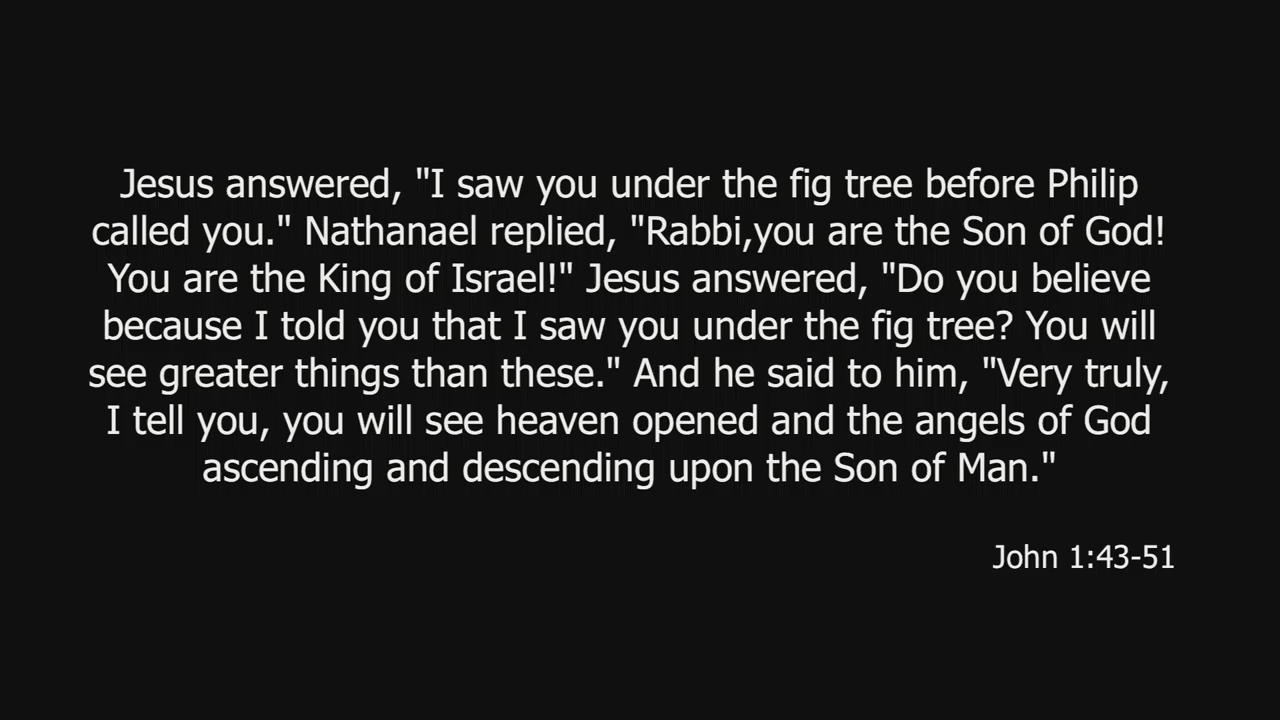 Jesus answered, "I saw you under the fig tree before Philip
called you." Nathanael replied, "Rabbi,you are the Son of God!
You are the King of Israel!" Jesus answered, "Do you believe
because I told you that I saw you under the fig tree? You will
see greater things than these." And he said to him, "Very truly,
I tell you, you will see heaven opened and the angels of God
ascending and descending upon the Son of Man."
John 1:43-51